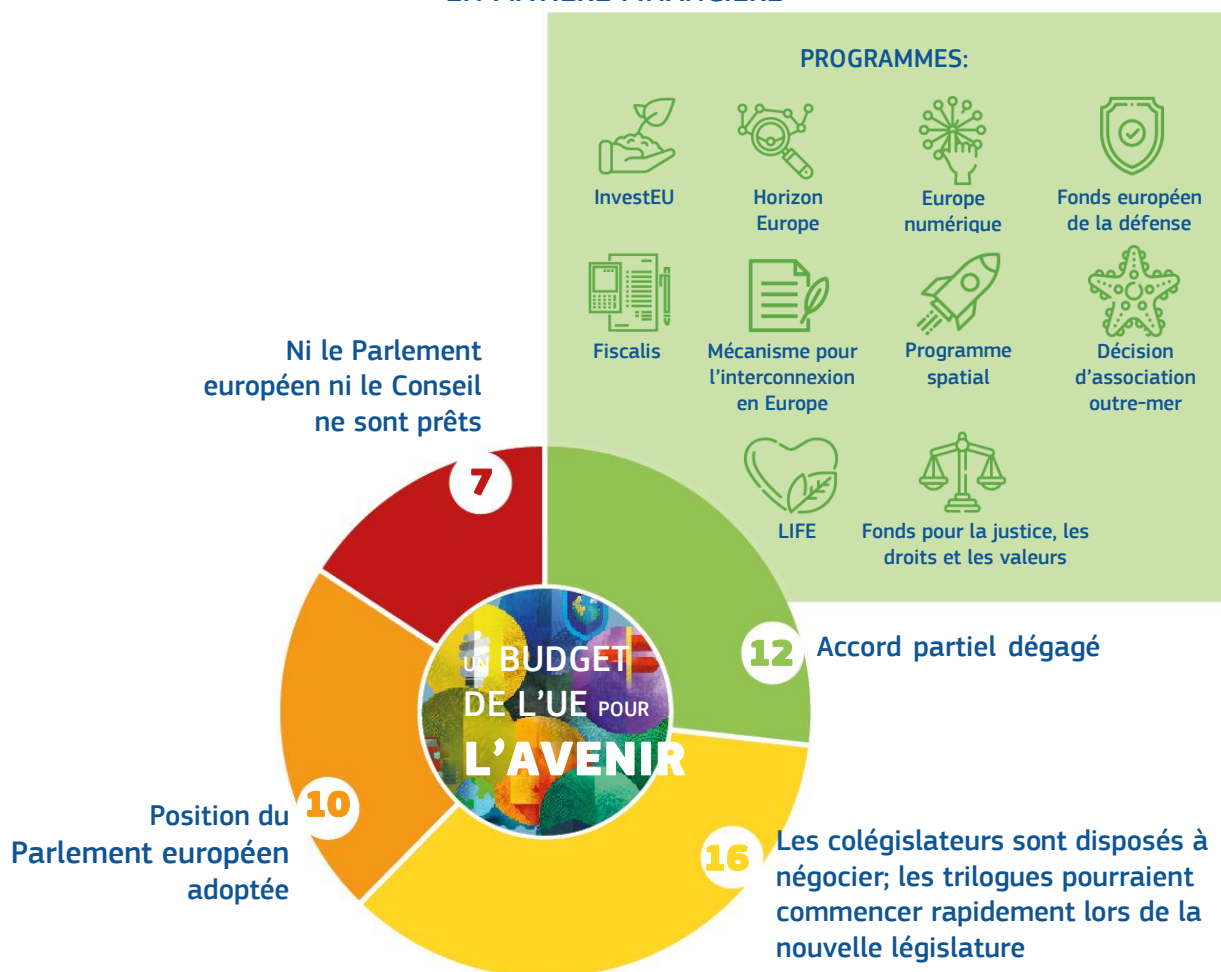 PROGRAMMES:
InvestEU
Horizon
Europe
Europe
numérique
Fonds européen
de la défense
Fiscalis
Mécanisme pour
l'interconnexion
en Europe
Programme
spatial
Décision
d'association
outre-mer
LIFE
Fonds pour la justice, les
droits et les valeurs
Ni le Parlement
européen ni le Conseil
ne sont prêts
7
12
Accord partiel dégagé
UN BUDGET
DE L'UE POUR
L'AVENIR
Position du
Parlement européen
adoptée
10
16
Les colégislateurs sont disposés à
négocier; les trilogues pourraient
commencer rapidement lors de la
nouvelle législature